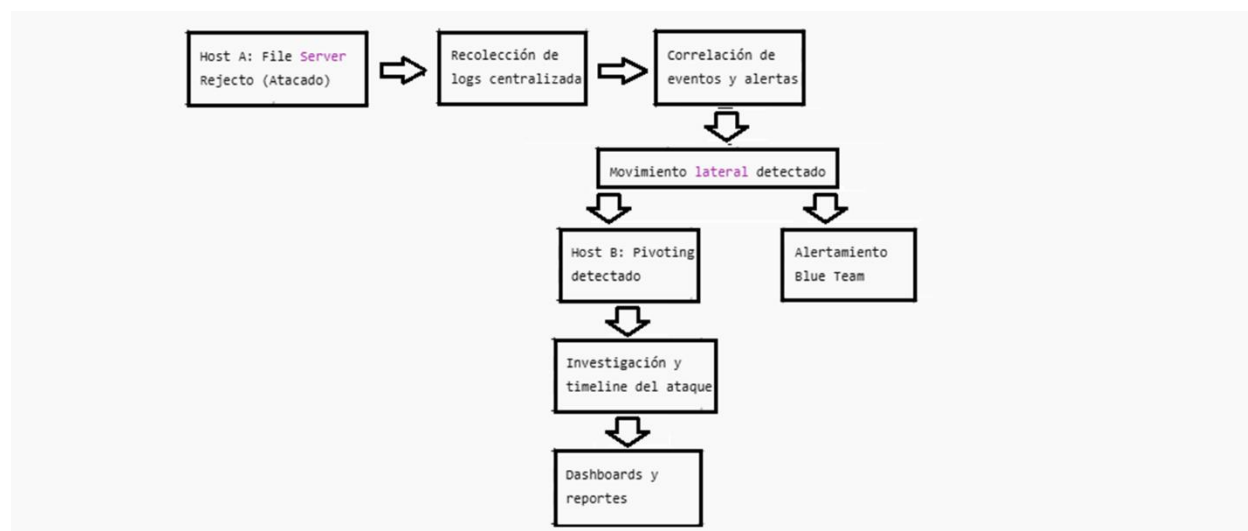 Host A: File Server
Rejecto (Atacado)
Recolección de
logs centralizada
Correlación de
eventos y alertas
Movimiento lateral detectado
Host B: Pivoting
detectado
Alertamiento
Blue Team
Investigación y
timeline del ataque
Dashboards y
reportes